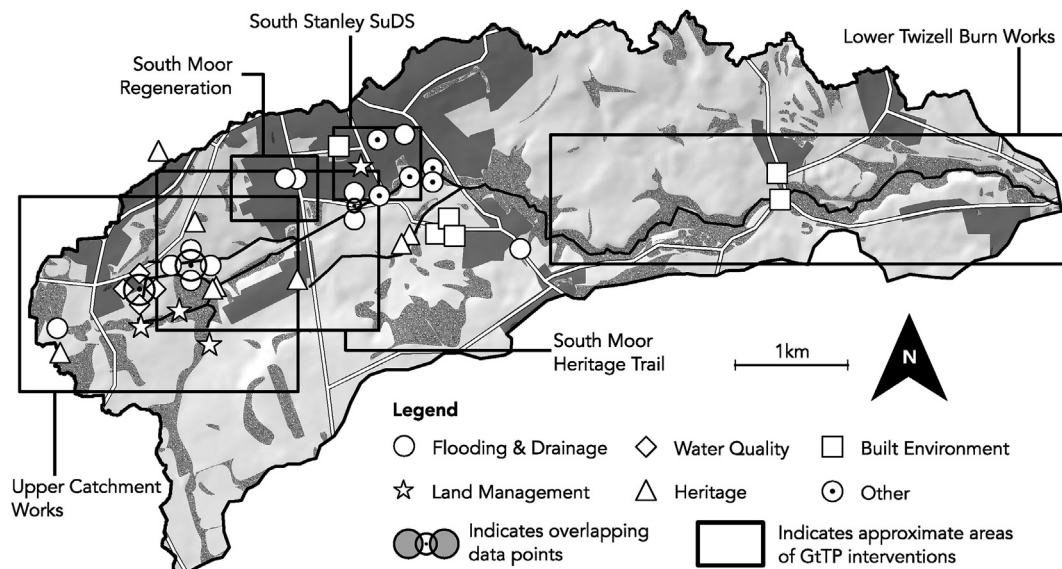 South Stanley SuDS
South Moor
Regeneration
Lower Twizell Burn Works
South Moor
Heritage Trail
1km
N
Upper Catchment
Works
Legend
Flooding & Drainage
Water Quality
Built Environment
Land Management
Heritage
Other
Indicates overlapping
data points
Indicates approximate areas
of GtTP interventions